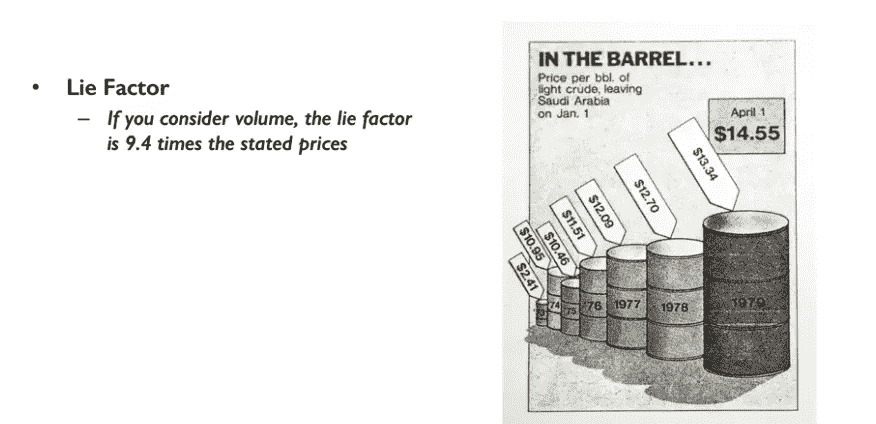 • Lie Factor
– If you consider volume, the lie factor
is 9.4 times the stated prices
IN THE BARREL...
Price per bbl. of
light crude, leaving
Saudi Arabia
on Jan. 1
April 1
$14.55
$13.34
$12.70
$12.09
$11.51
$10.46
$10.95
$2.41
'73
'74
'75
'76
1977
1978
1979